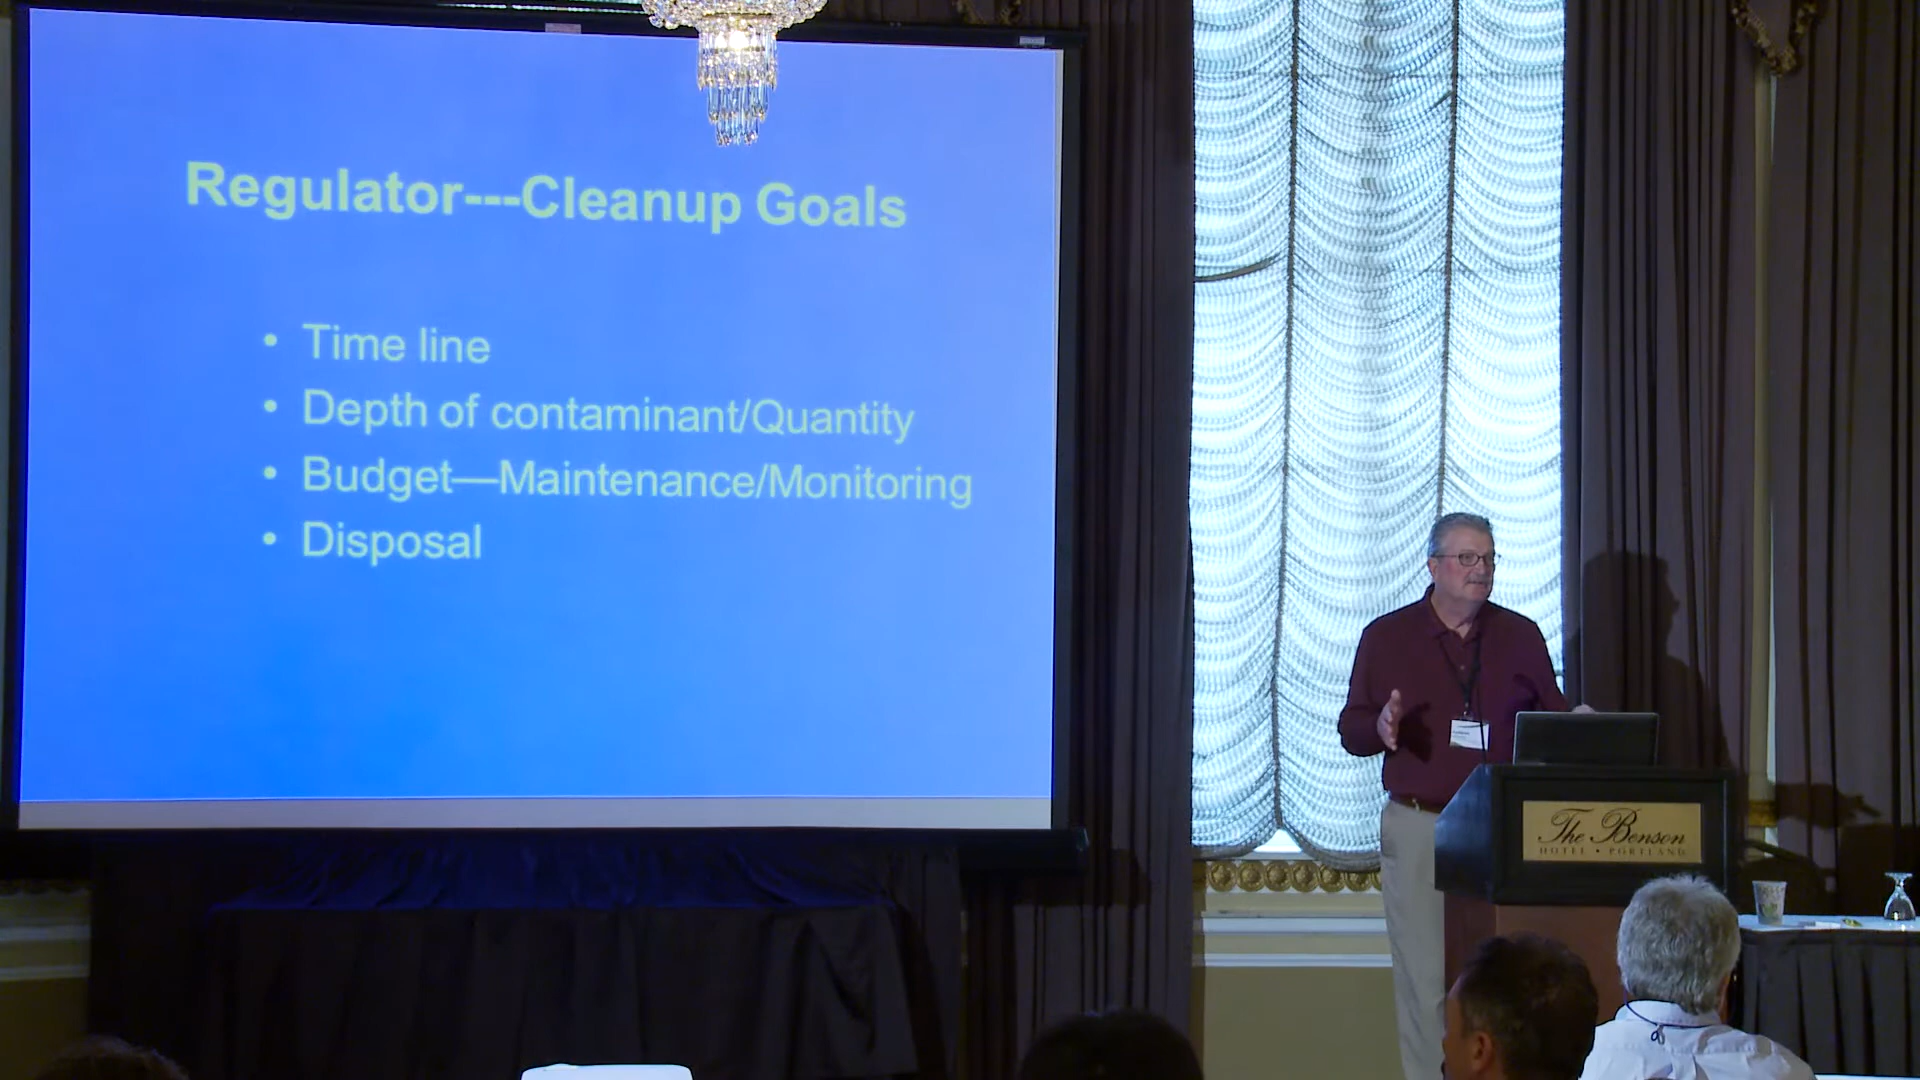 Regulator---Cleanup Goals
• Time line
• Depth of contaminant/Quantity
• Budget—Maintenance/Monitoring
• Disposal
The Benson
HOTEL • PORTLAND